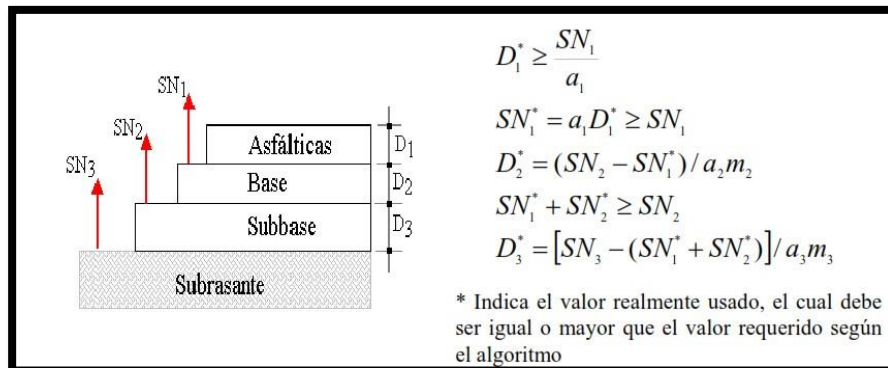 SN₁
SN₂
SN₃
Asfálticas
D₁
Base
D₂
Subbase
D₃
Subrasante
D₁* ≥ SN₁ / a₁
SN₁* = a₁D₁* ≥ SN₁
D₂* = (SN₂ − SN₁*) / a₂m₂
SN₁* + SN₂* ≥ SN₂
D₃* = [SN₃ − (SN₁* + SN₂*)] / a₃m₃
* Indica el valor realmente usado, el cual debe
ser igual o mayor que el valor requerido según
el algoritmo